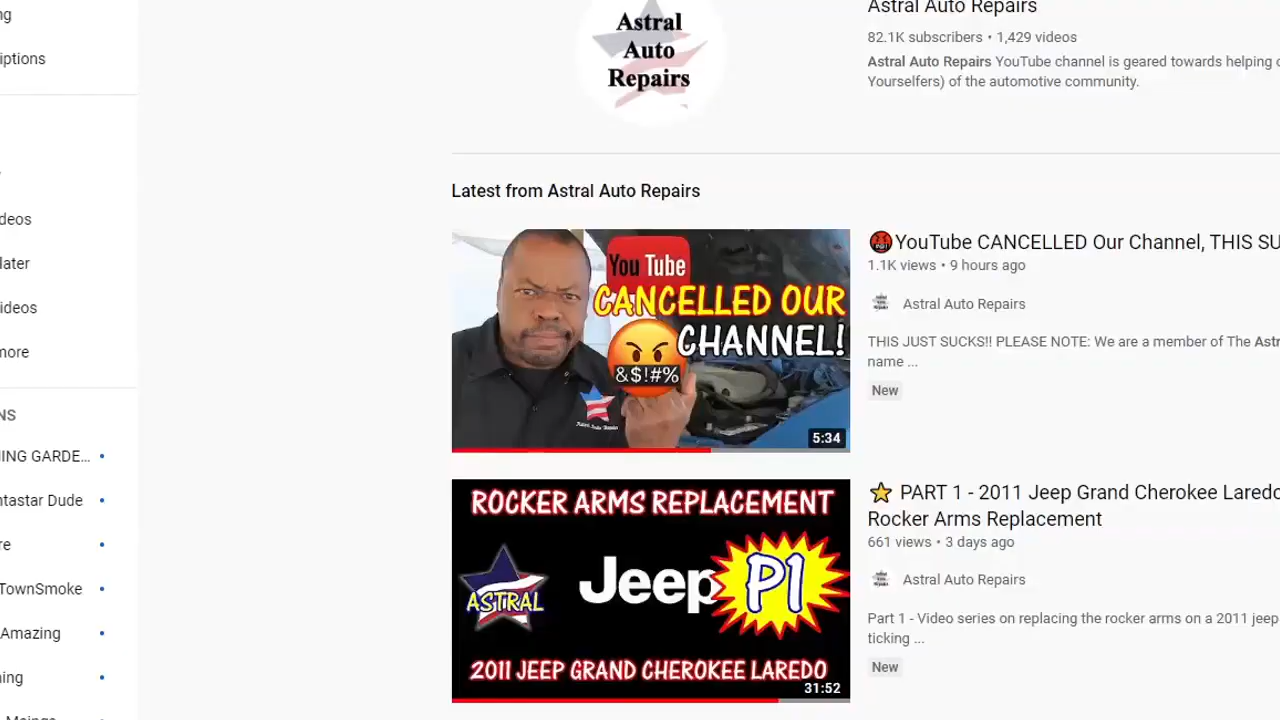 ng
iptions
deos
later
ideos
more
NS
IING GARDE...
ntastar Dude
re
TownSmoke
Amazing
ning
Astral
Auto
Repairs
Astral Auto Repairs
82.1K subscribers • 1,429 videos
Astral Auto Repairs YouTube channel is geared towards helping
Yourselfers) of the automotive community.
Latest from Astral Auto Repairs
You Tube
CANCELLED OUR
CHANNEL!
&$!#%
5:34
YouTube CANCELLED Our Channel, THIS SU
1.1K views • 9 hours ago
Astral Auto Repairs
THIS JUST SUCKS!! PLEASE NOTE: We are a member of The Astr
name ...
New
ROCKER ARMS REPLACEMENT
ASTRAL
Jeep
P1
2011 JEEP GRAND CHEROKEE LAREDO
31:52
PART 1 - 2011 Jeep Grand Cherokee Laredo
Rocker Arms Replacement
661 views • 3 days ago
Astral Auto Repairs
Part 1 - Video series on replacing the rocker arms on a 2011 jeep
ticking ...
New